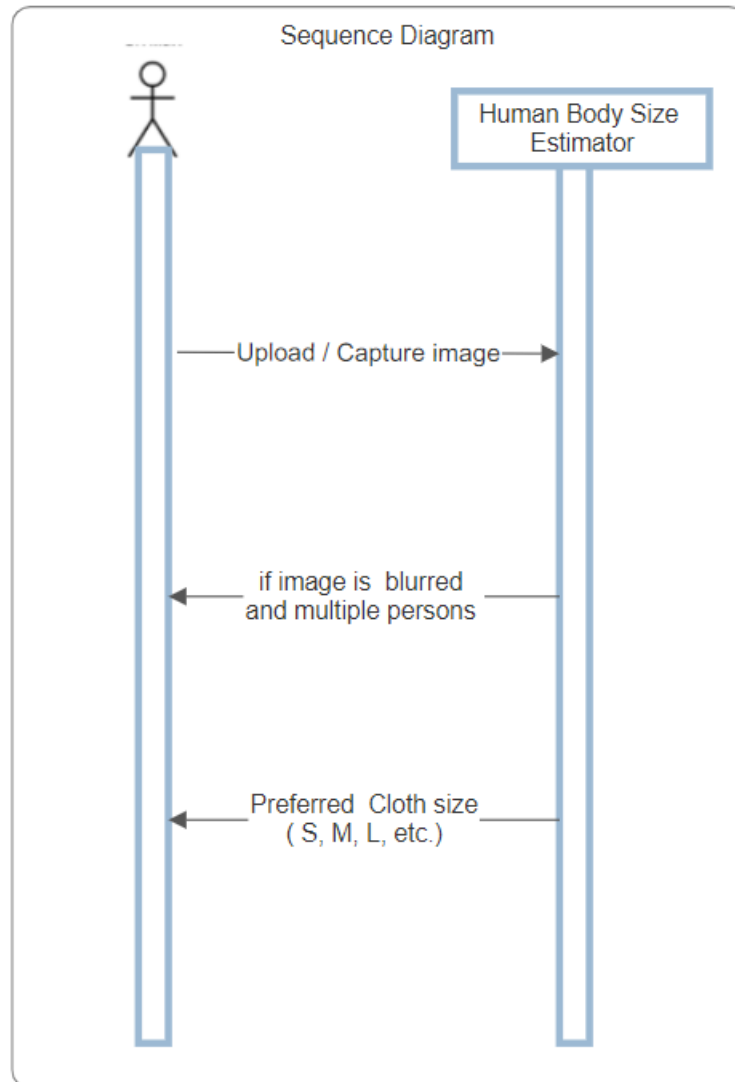 Sequence Diagram
Human Body Size
Estimator
Upload / Capture image
if image is  blurred
and multiple persons
Preferred  Cloth size
( S, M, L, etc.)